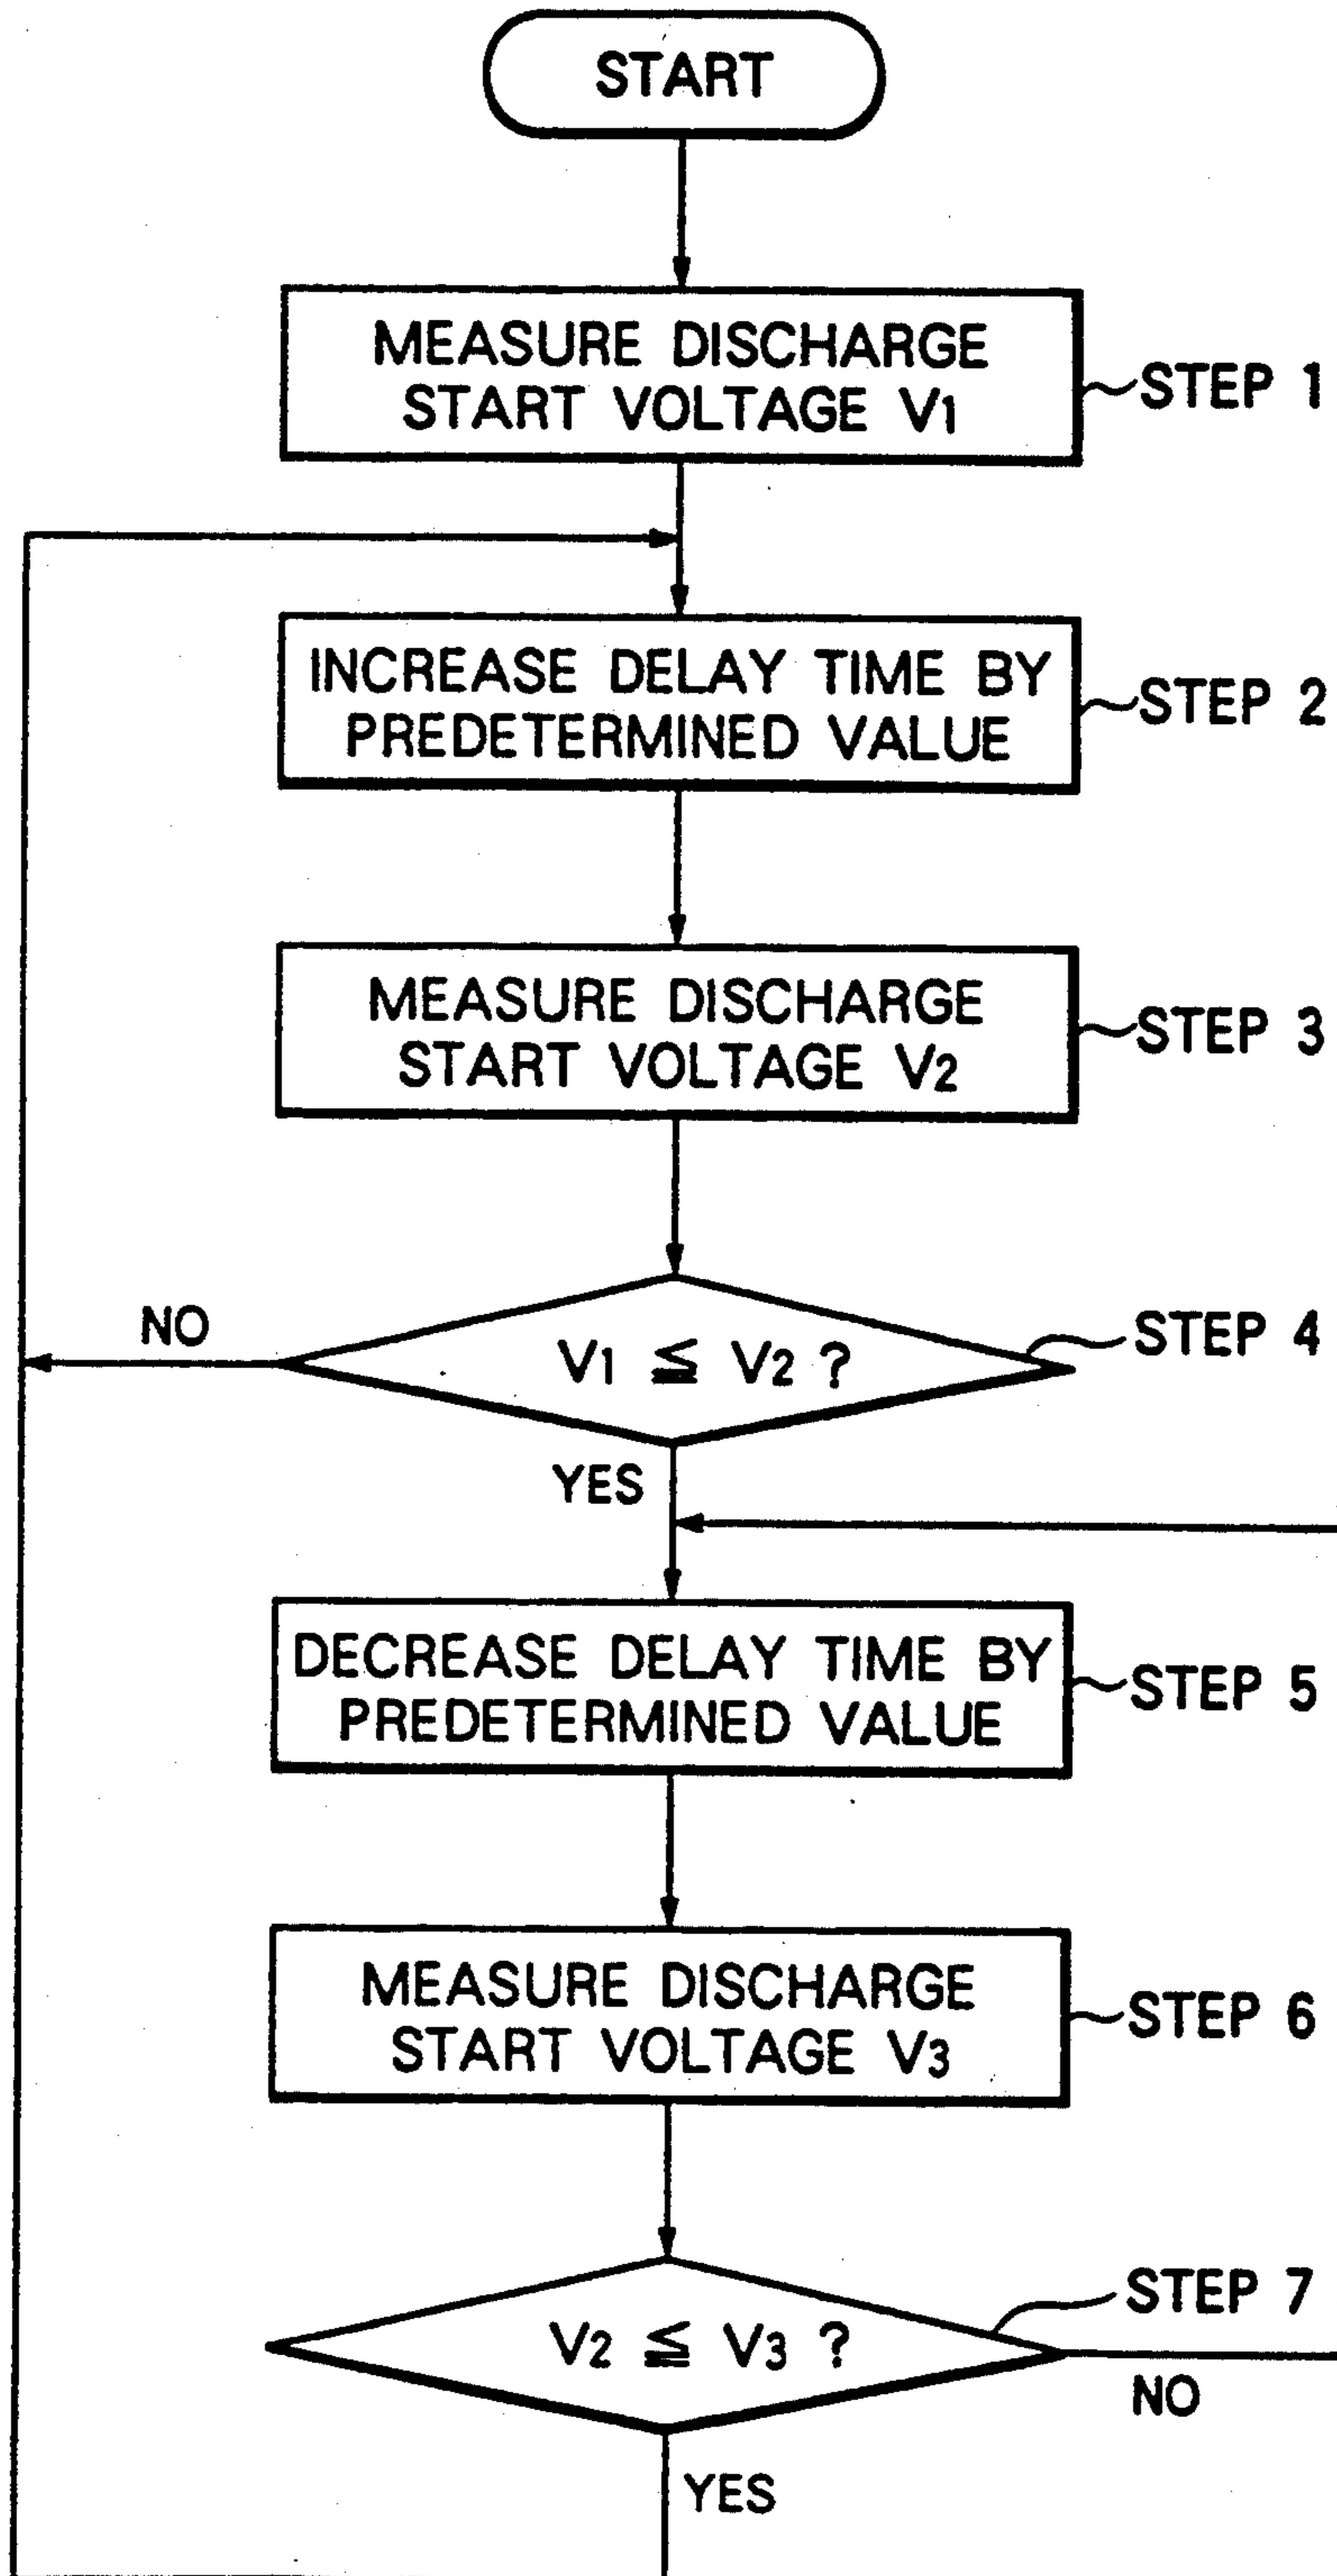 START
MEASURE DISCHARGE
START VOLTAGE V1
STEP 1
INCREASE DELAY TIME BY
PREDETERMINED VALUE
STEP 2
MEASURE DISCHARGE
START VOLTAGE V2
STEP 3
NO
V1 ≦ V2 ?
STEP 4
YES
DECREASE DELAY TIME BY
PREDETERMINED VALUE
STEP 5
MEASURE DISCHARGE
START VOLTAGE V3
STEP 6
V2 ≦ V3 ?
STEP 7
NO
YES